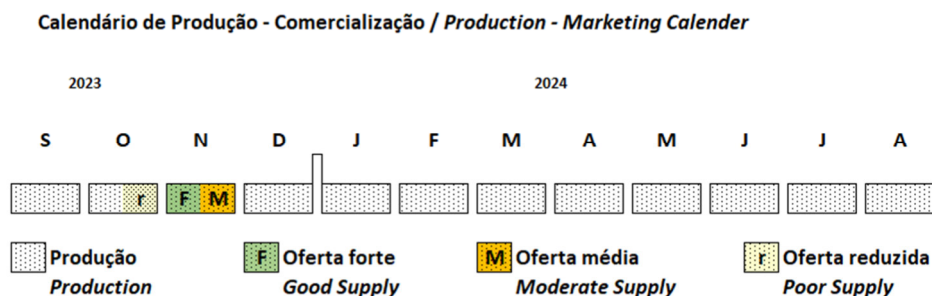 Calendário de Produção - Comercialização / Production - Marketing Calender
2023 2024
S O N D J F M A M J J A
r F M
Produção F Oferta forte M Oferta média r Oferta reduzida
Production Good Supply Moderate Supply Poor Supply